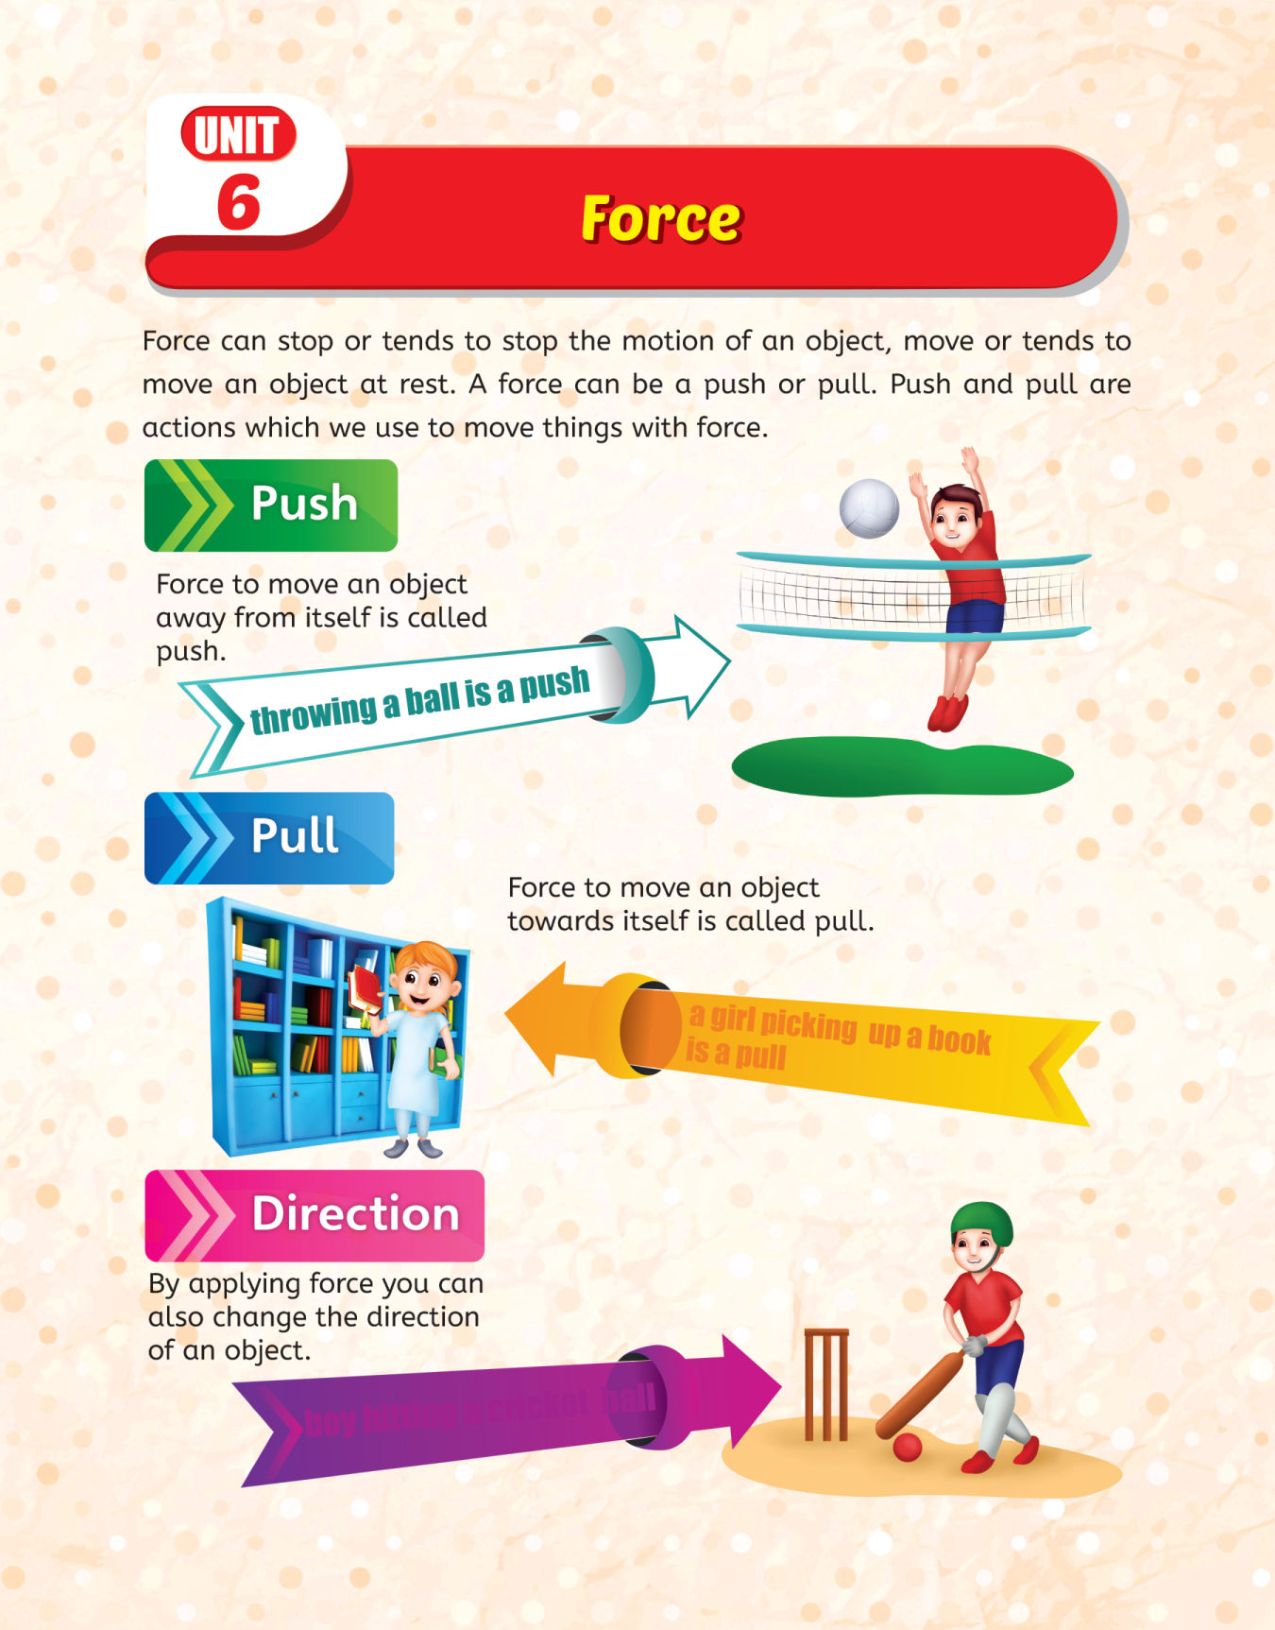 UNIT
6
Force
Force can stop or tends to stop the motion of an object, move or tends to
move an object at rest. A force can be a push or pull. Push and pull are
actions which we use to move things with force.
Push
Force to move an object
away from itself is called
push.
throwing a ball is a push
Pull
Force to move an object
towards itself is called pull.
a girl picking up a book
is a pull
Direction
By applying force you can
also change the direction
of an object.
boy hitting a cricket ball